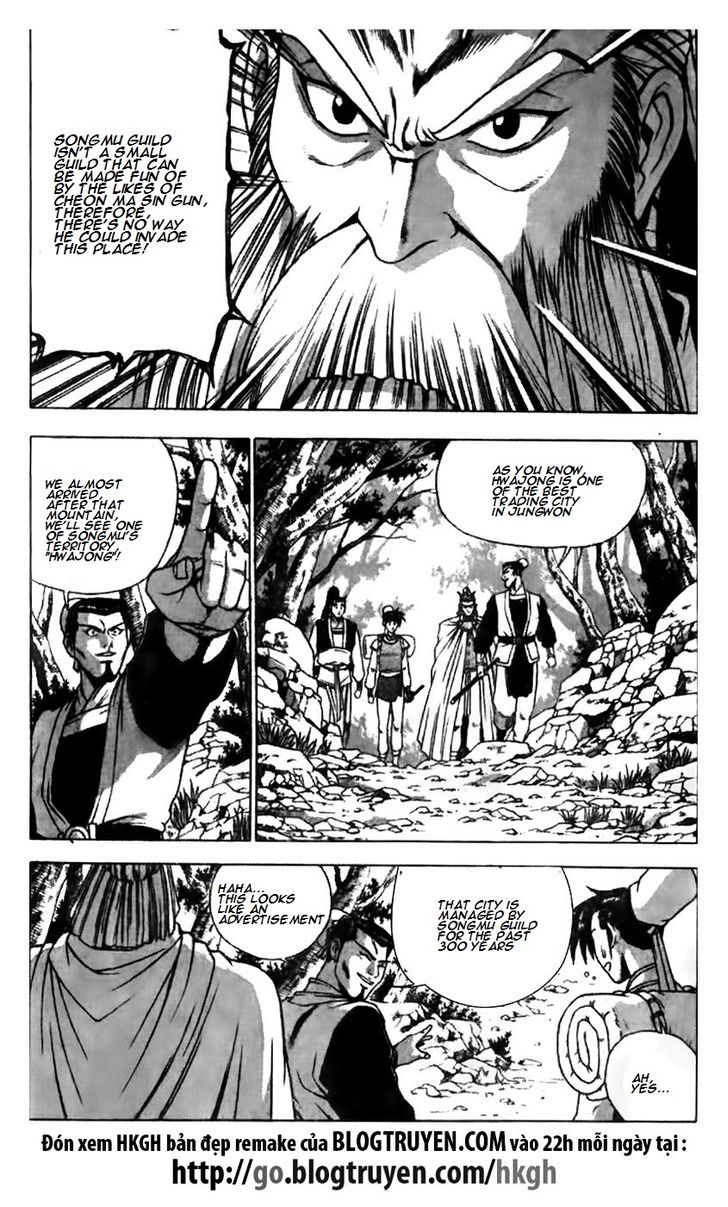 SONGMU GUILD
ISN'T A SMALL
GUILD THAT CAN
BE MADE FUN OF
BY THE LIKES OF
CHEON MA SIN GUN,
THEREFORE,
THERE'S NO WAY
HE COULD INVADE
THIS PLACE!
WE ALMOST
ARRIVED,
AFTER THAT
MOUNTAIN,
WE'LL SEE ONE
OF SONGMU'S
TERRITORY
"HWAJONG"!
AS YOU KNOW,
HWAJONG IS ONE
OF THE BEST
TRADING CITY
IN JUNGWON
HAHA...
THIS LOOKS
LIKE AN
ADVERTISEMENT
THAT CITY IS
MANAGED BY
SONGMU GUILD
FOR THE PAST
300 YEARS
AH,
YES...
Đón xem HKGH bản đẹp remake của BLOGTRUYEN.COM vào 22h mỗi ngày tại :
http://go.blogtruyen.com/hkgh